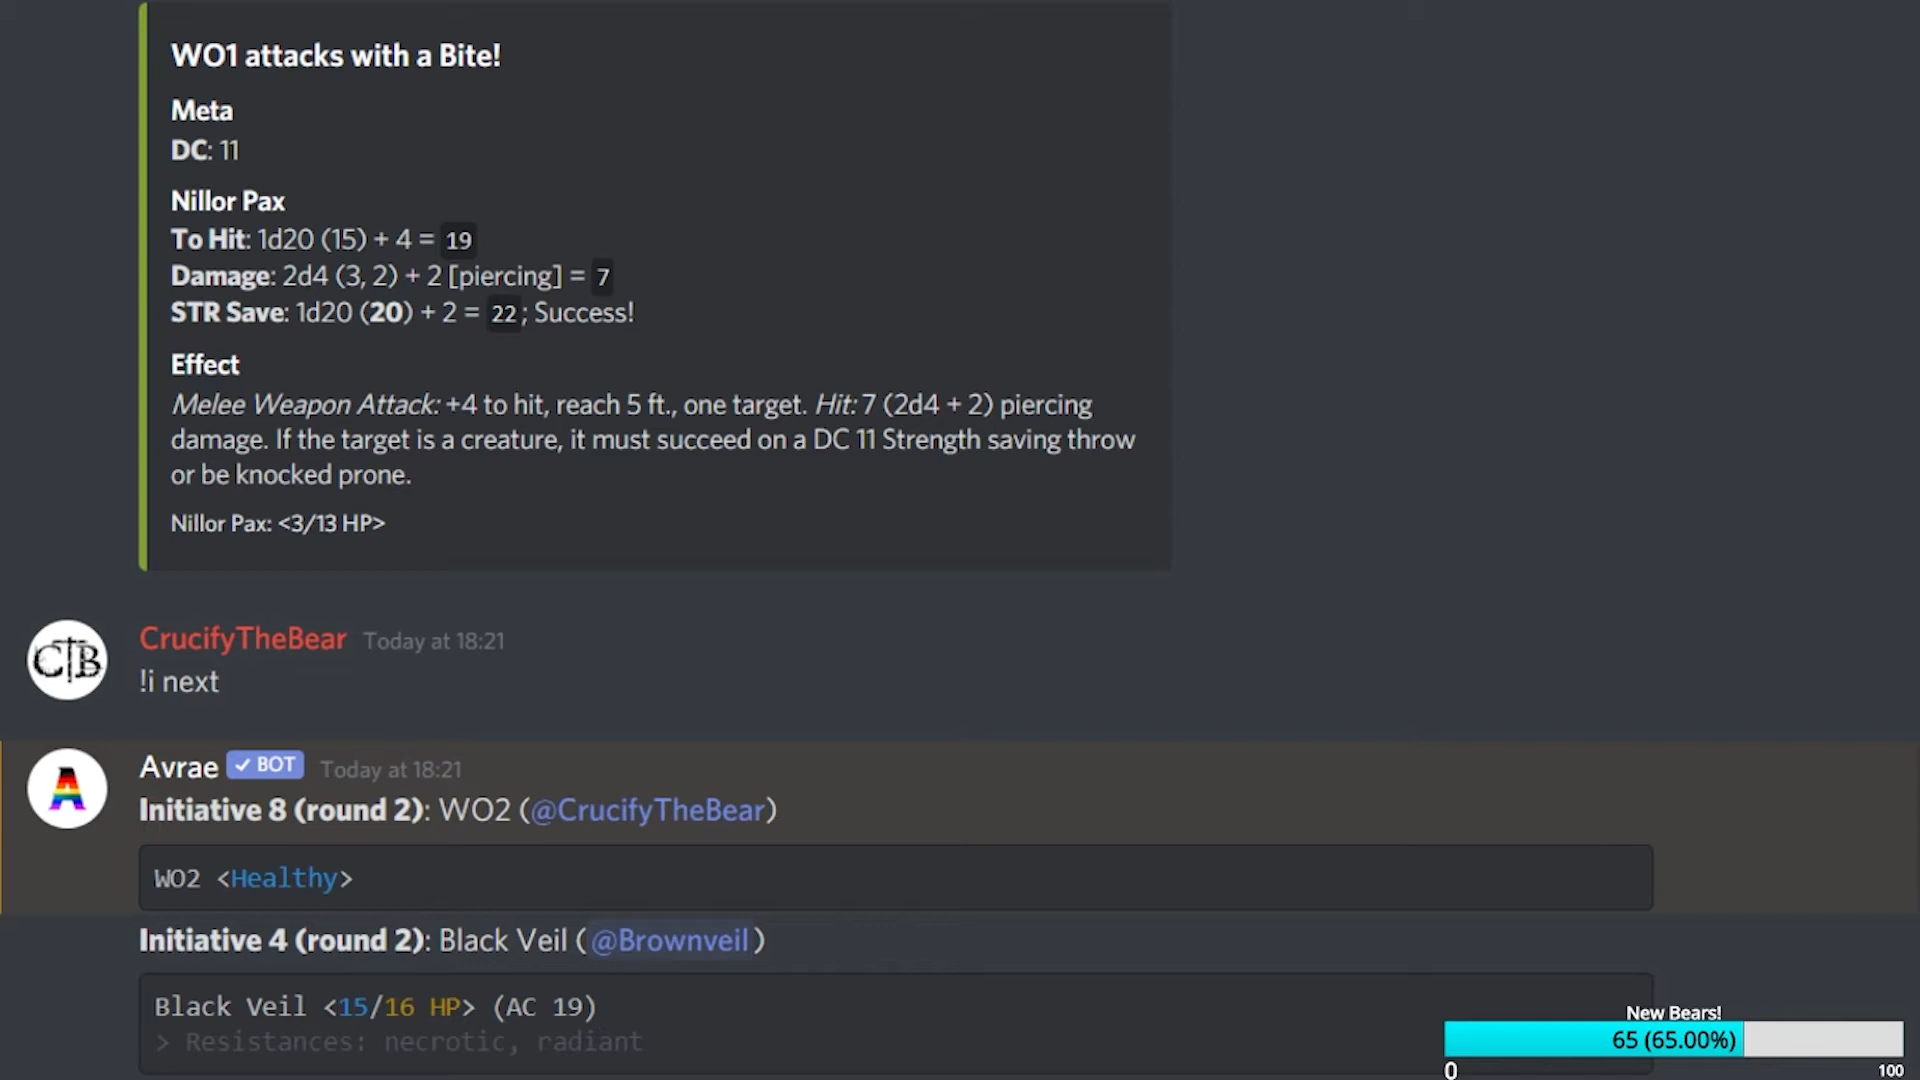 WO1 attacks with a Bite!
Meta
DC: 11
Nillor Pax
To Hit: 1d20 (15) + 4 = 19
Damage: 2d4 (3, 2) + 2 [piercing] = 7
STR Save: 1d20 (20) + 2 = 22; Success!
Effect
Melee Weapon Attack: +4 to hit, reach 5 ft., one target. Hit: 7 (2d4 + 2) piercing
damage. If the target is a creature, it must succeed on a DC 11 Strength saving throw
or be knocked prone.
Nillor Pax: <3/13 HP>
CTB
CrucifyTheBear Today at 18:21
!i next
A
Avrae ✓ BOT Today at 18:21
Initiative 8 (round 2): WO2 (@CrucifyTheBear)
WO2 <Healthy>
Initiative 4 (round 2): Black Veil (@Brownveil)
Black Veil <15/16 HP> (AC 19)
> Resistances: necrotic, radiant
New Bears!
65 (65.00%)
0 100